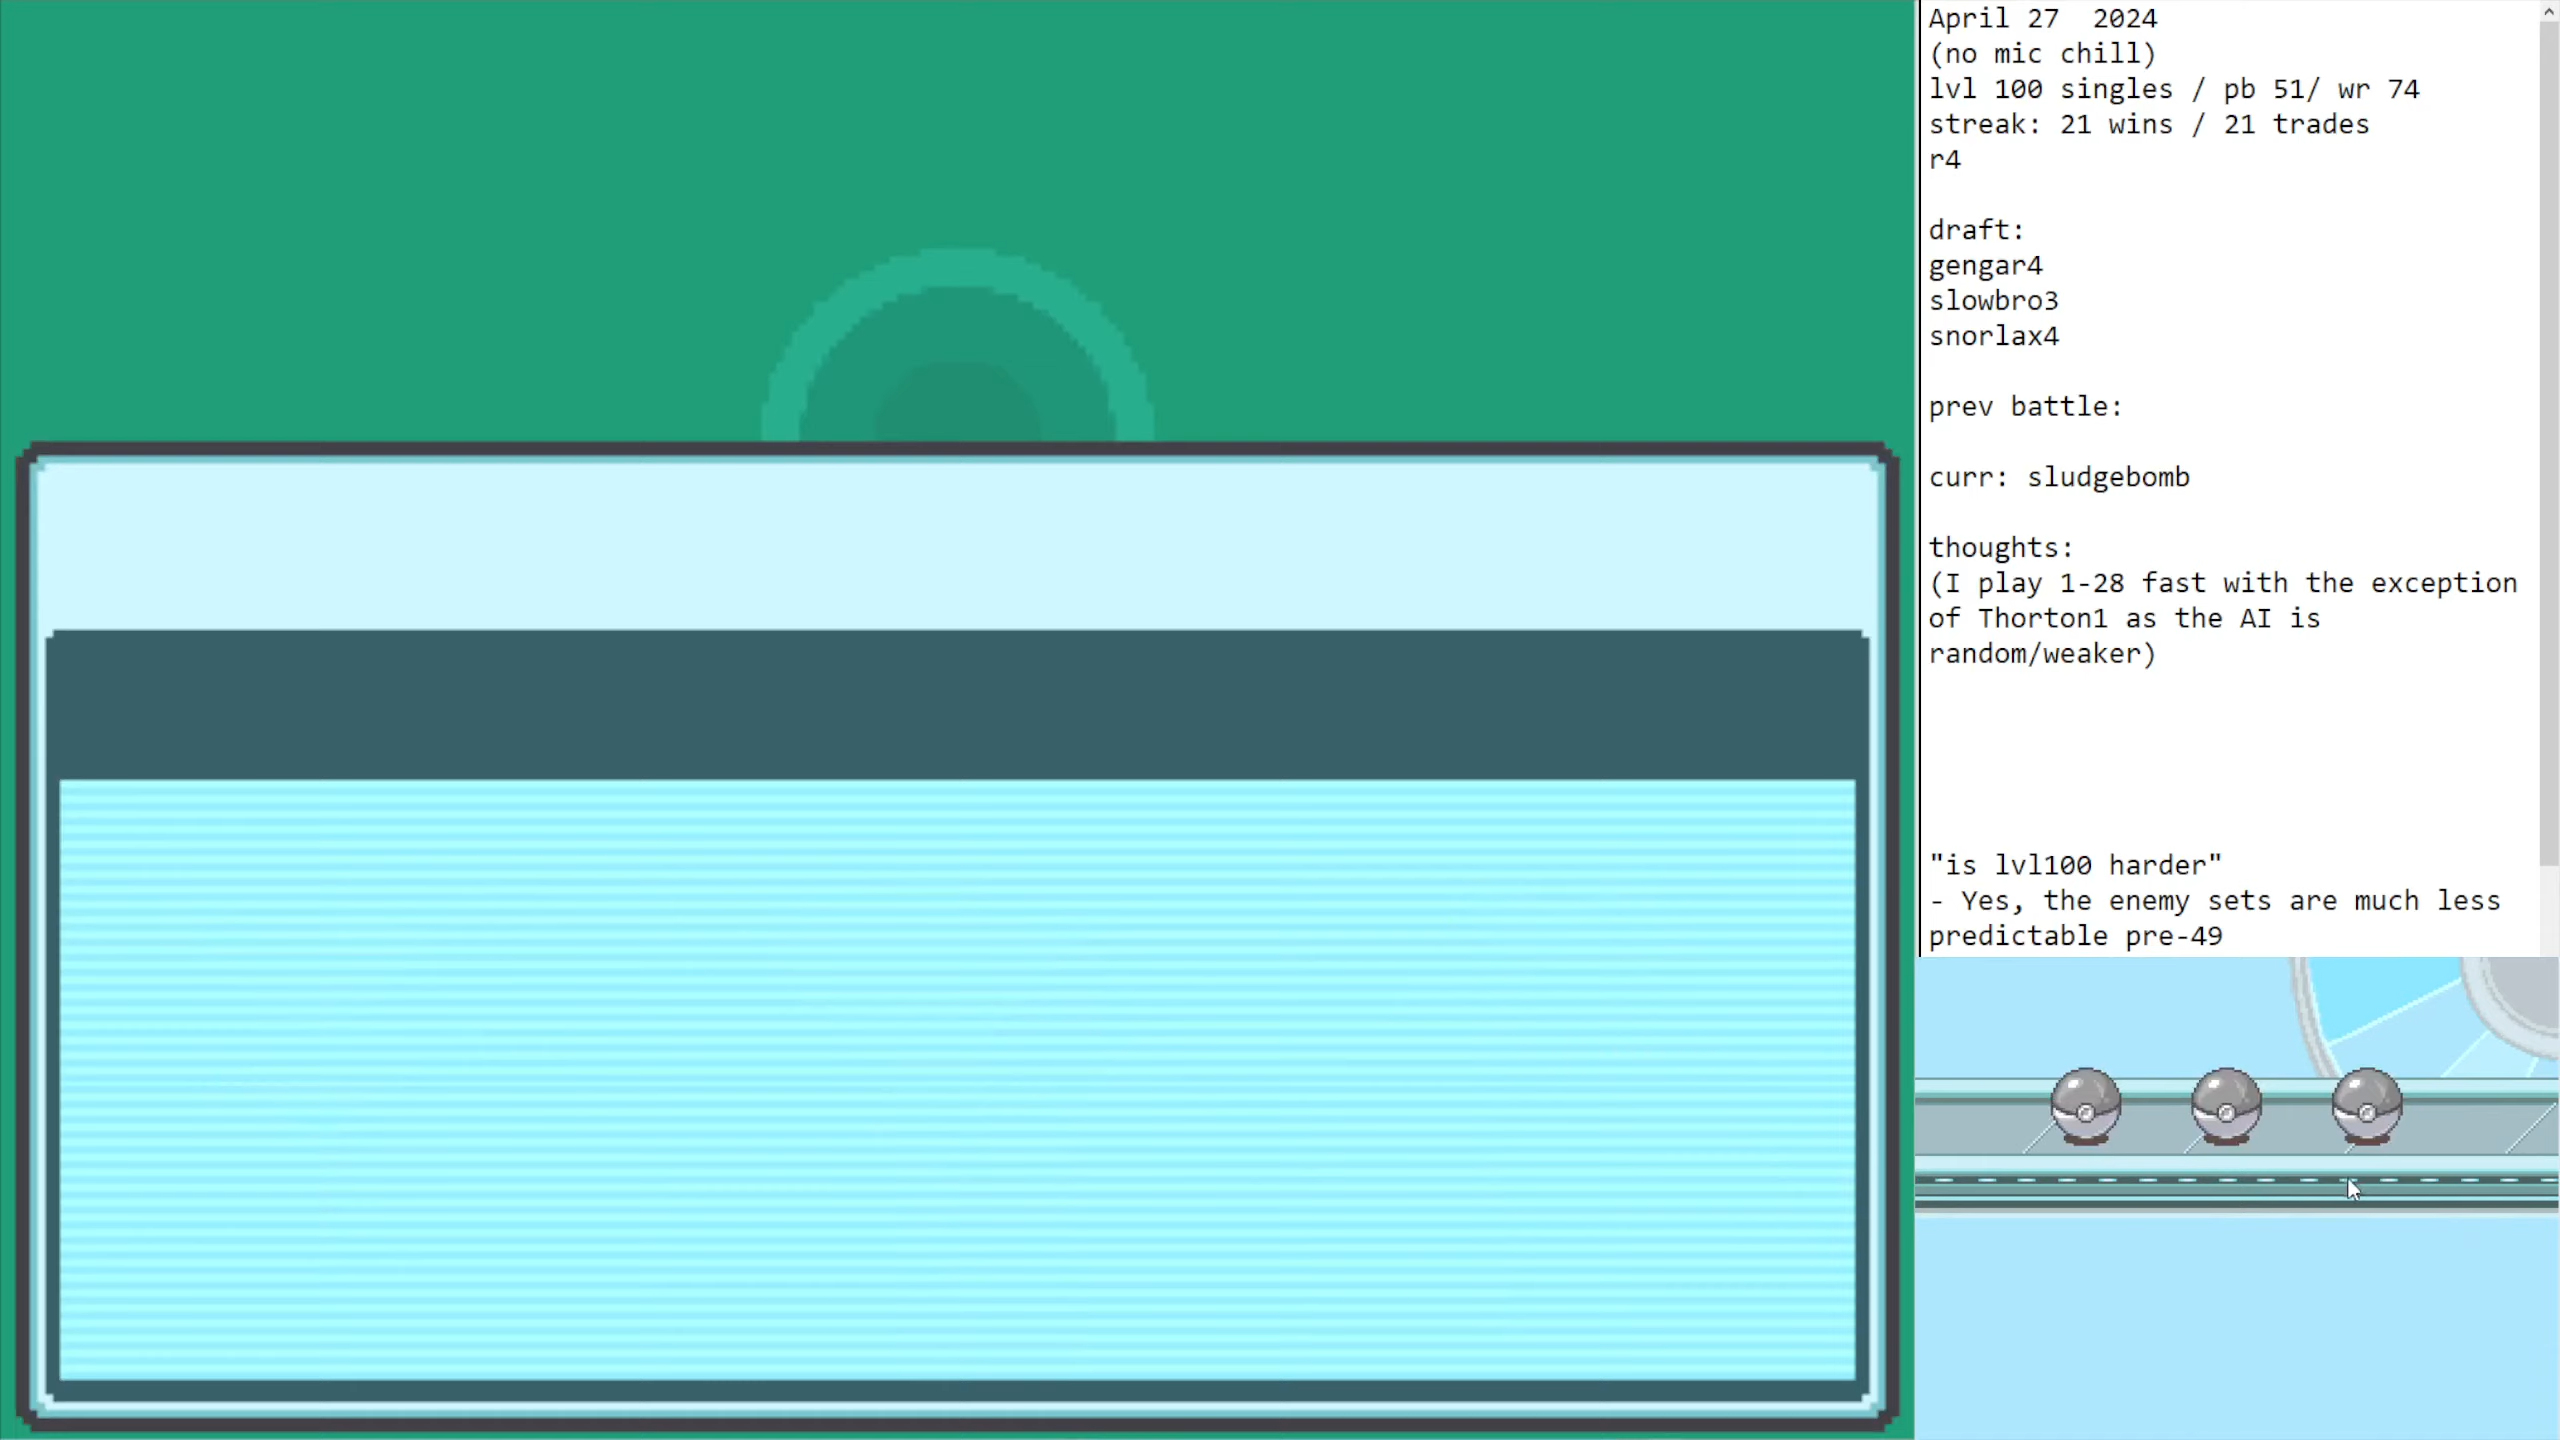 April 27  2024
(no mic chill)
lvl 100 singles / pb 51/ wr 74
streak: 21 wins / 21 trades
r4
draft:
gengar4
slowbro3
snorlax4
prev battle:
curr: sludgebomb
thoughts:
(I play 1-28 fast with the exception
of Thorton1 as the AI is
random/weaker)
"is lvl100 harder"
- Yes, the enemy sets are much less
predictable pre-49